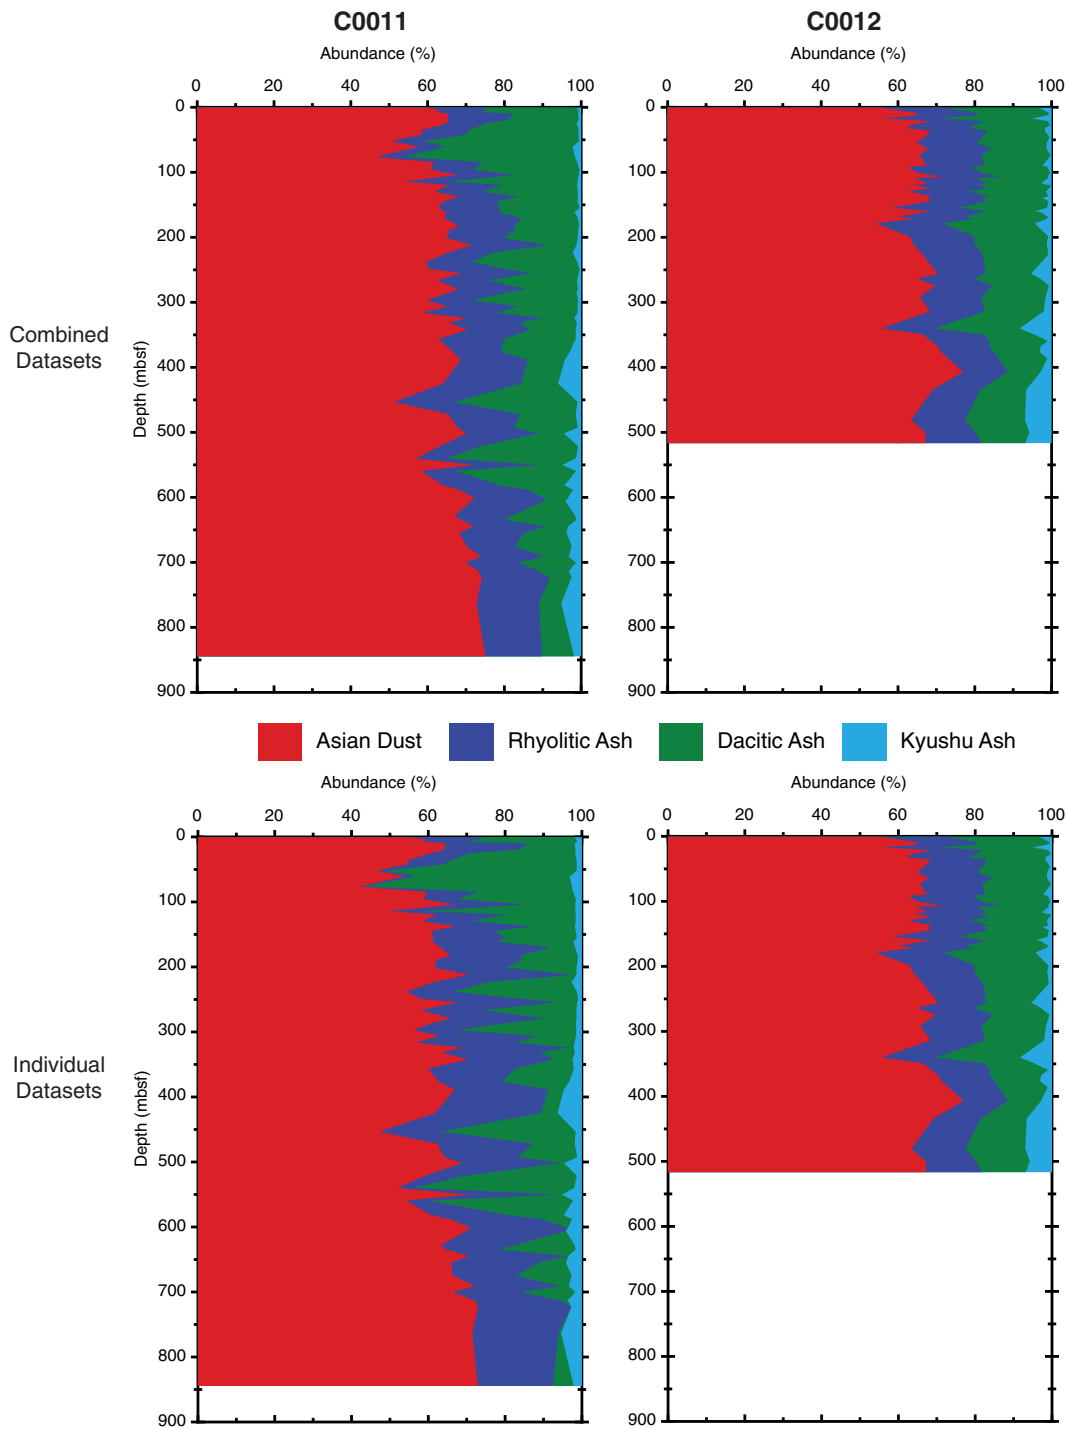 C0011 C0012
Abundance (%) Abundance (%)
0 20 40 60 80 100 0 20 40 60 80 100
0 0
100 100
200 200
300 300
Combined
Datasets
Depth (mbsf)
400 400
500 500
600 600
700 700
800 800
900 900
Asian Dust Rhyolitic Ash Dacitic Ash Kyushu Ash
Abundance (%) Abundance (%)
0 20 40 60 80 100 0 20 40 60 80 100
0 0
100 100
200 200
300 300
Individual
Datasets
Depth (mbsf)
400 400
500 500
600 600
700 700
800 800
900 900